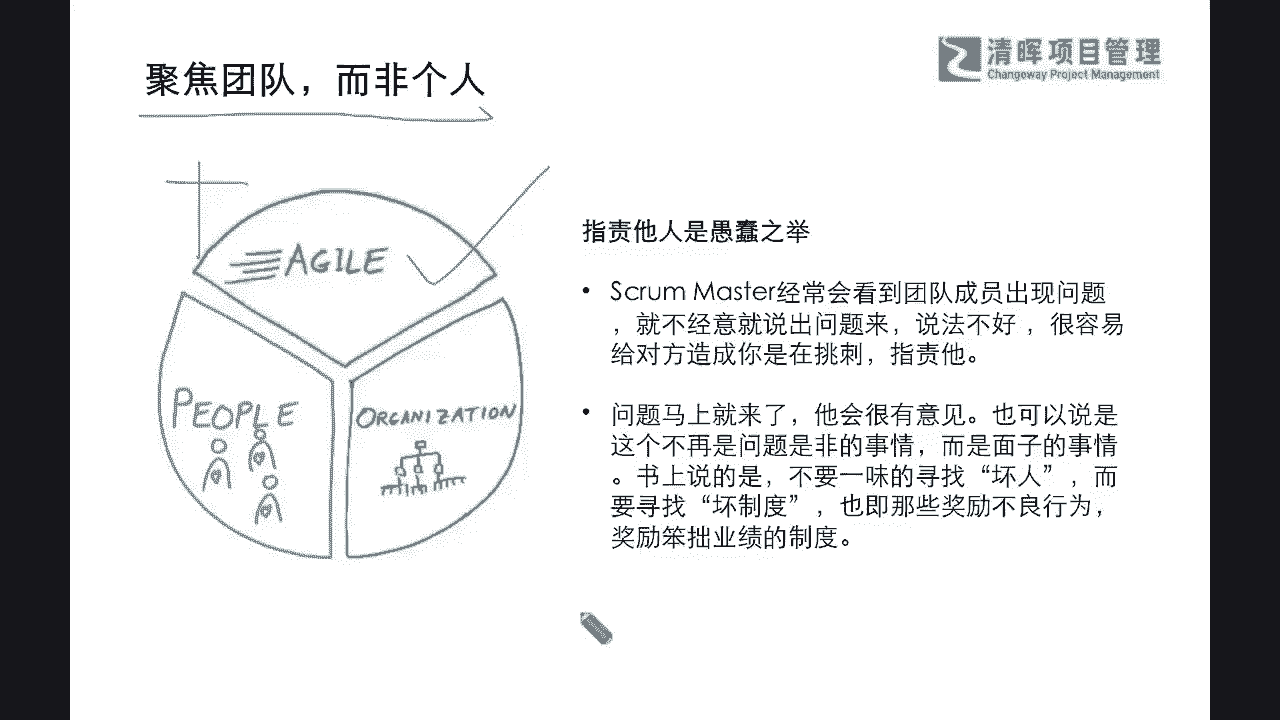 聚焦团队，而非个人
清晖项目管理
Changeway Project Management
AGILE
PEOPLE
ORGANIZATION
指责他人是愚蠢之举
• Scrum Master经常会看到团队成员出现问题
，就不经意就说出问题来，说法不好 ，很容易
给对方造成你是在挑刺，指责他。
• 问题马上就来了，他会很有意见。也可以说是
这个不再是问题是非的事情，而是面子的事情
。书上说的是，不要一味的寻找“坏人”，而
要寻找“坏制度”，也即那些奖励不良行为，
奖励笨拙业绩的制度。